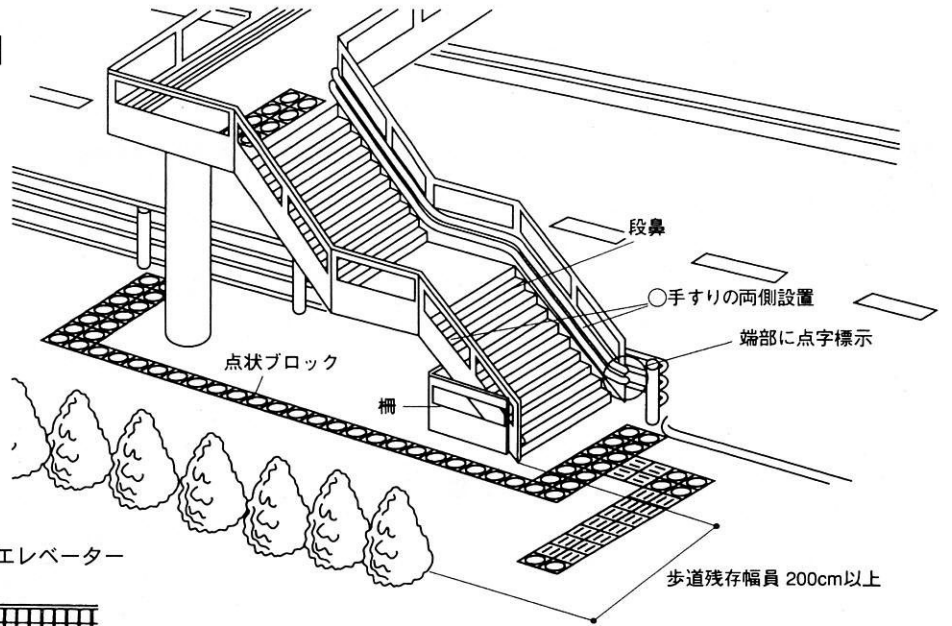 段鼻
○手すりの両側設置
端部に点字標示
点状ブロック
柵
エレベーター
歩道残存幅員 200cm以上